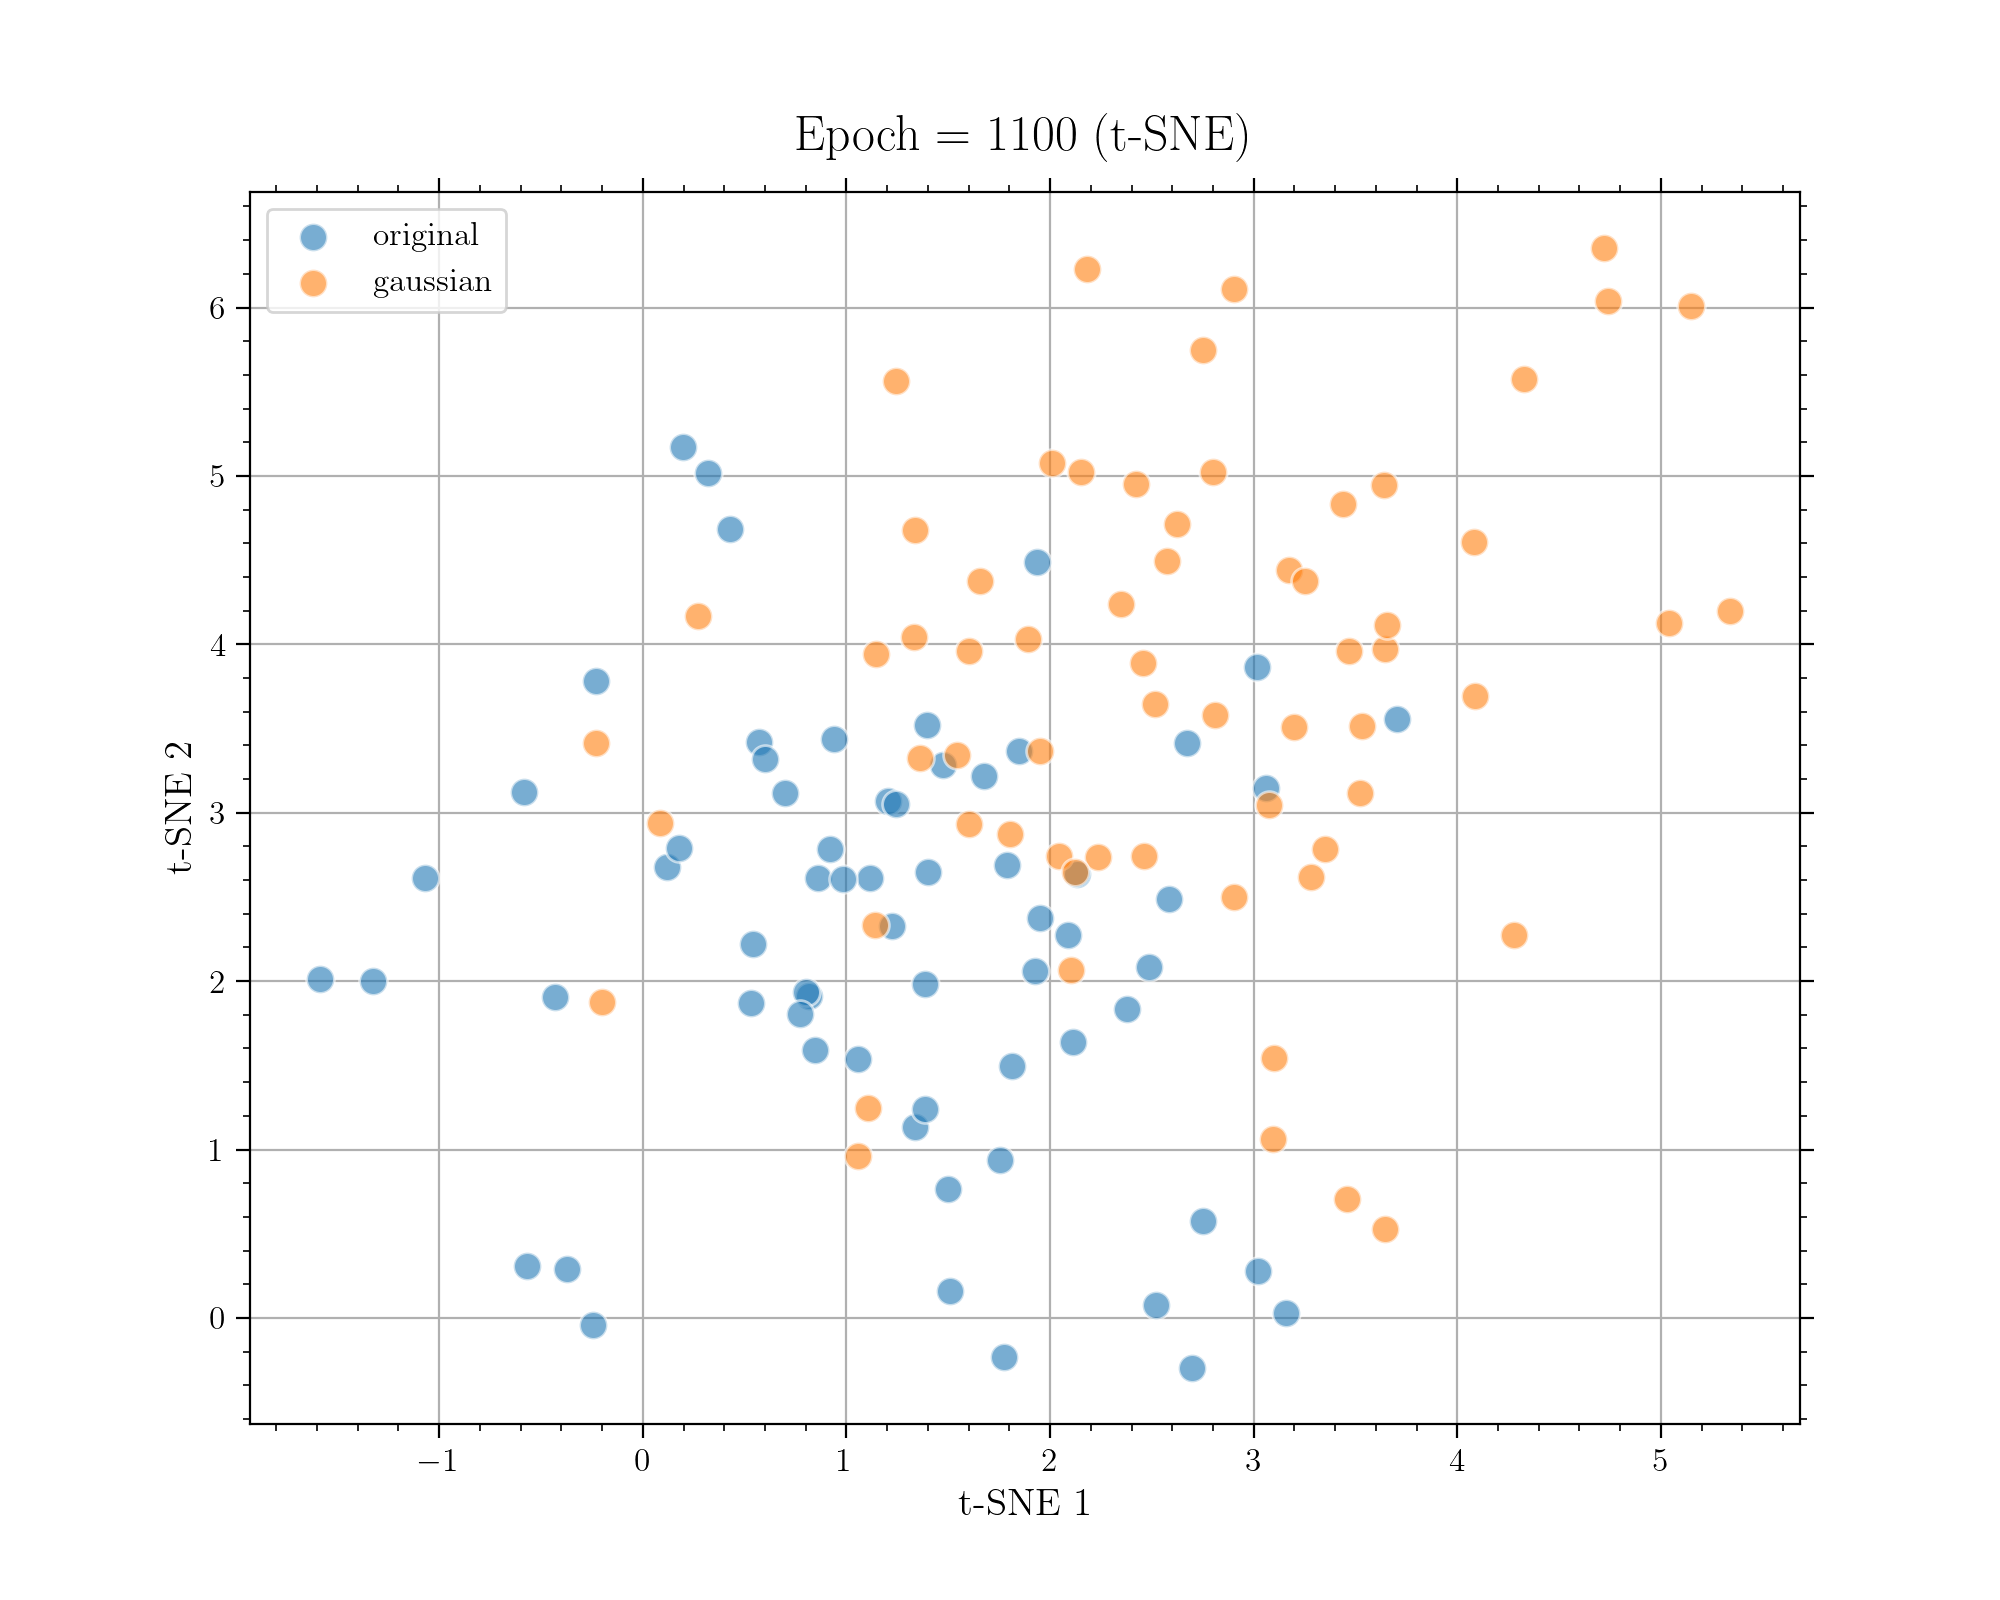 Epoch = 1100 (t-SNE)
original
gaussian
6
5
4
3
2
1
0
t-SNE 2
−1 0 1 2 3 4 5
t-SNE 1